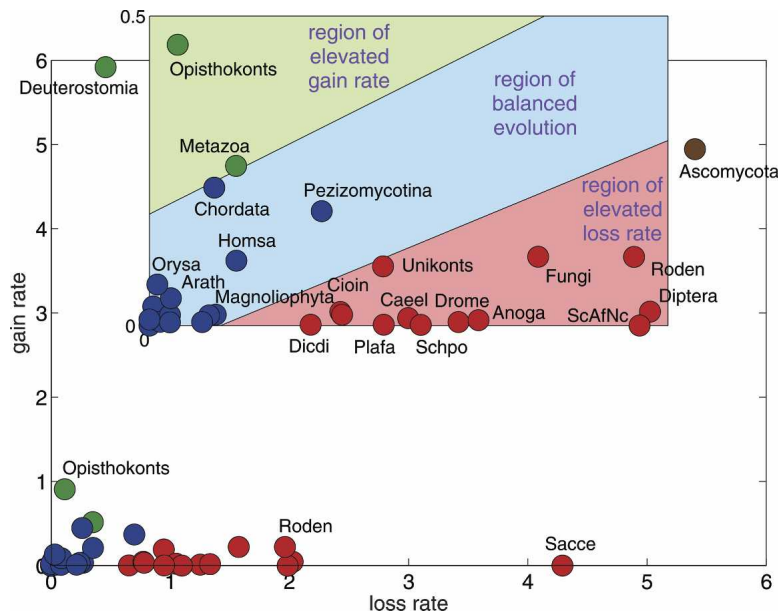 0.5
region of
elevated
gain rate
Opisthokonts
6
Deuterostomia
region of
balanced
evolution
5
Metazoa
Ascomycota
Chordata
Pezizomycotina
region of
elevated
loss rate
4
Homsa
Orysa
Unikonts
Fungi
Roden
Arath
Cioin
Magnoliophyta
Caeel
Drome
Anoga
Diptera
ScAfNc
gain rate
0
0
3
Dicdi
Plafa
Schpo
2
1
Opisthokonts
Roden
Sacce
0
0
1
2
3
4
5
6
loss rate